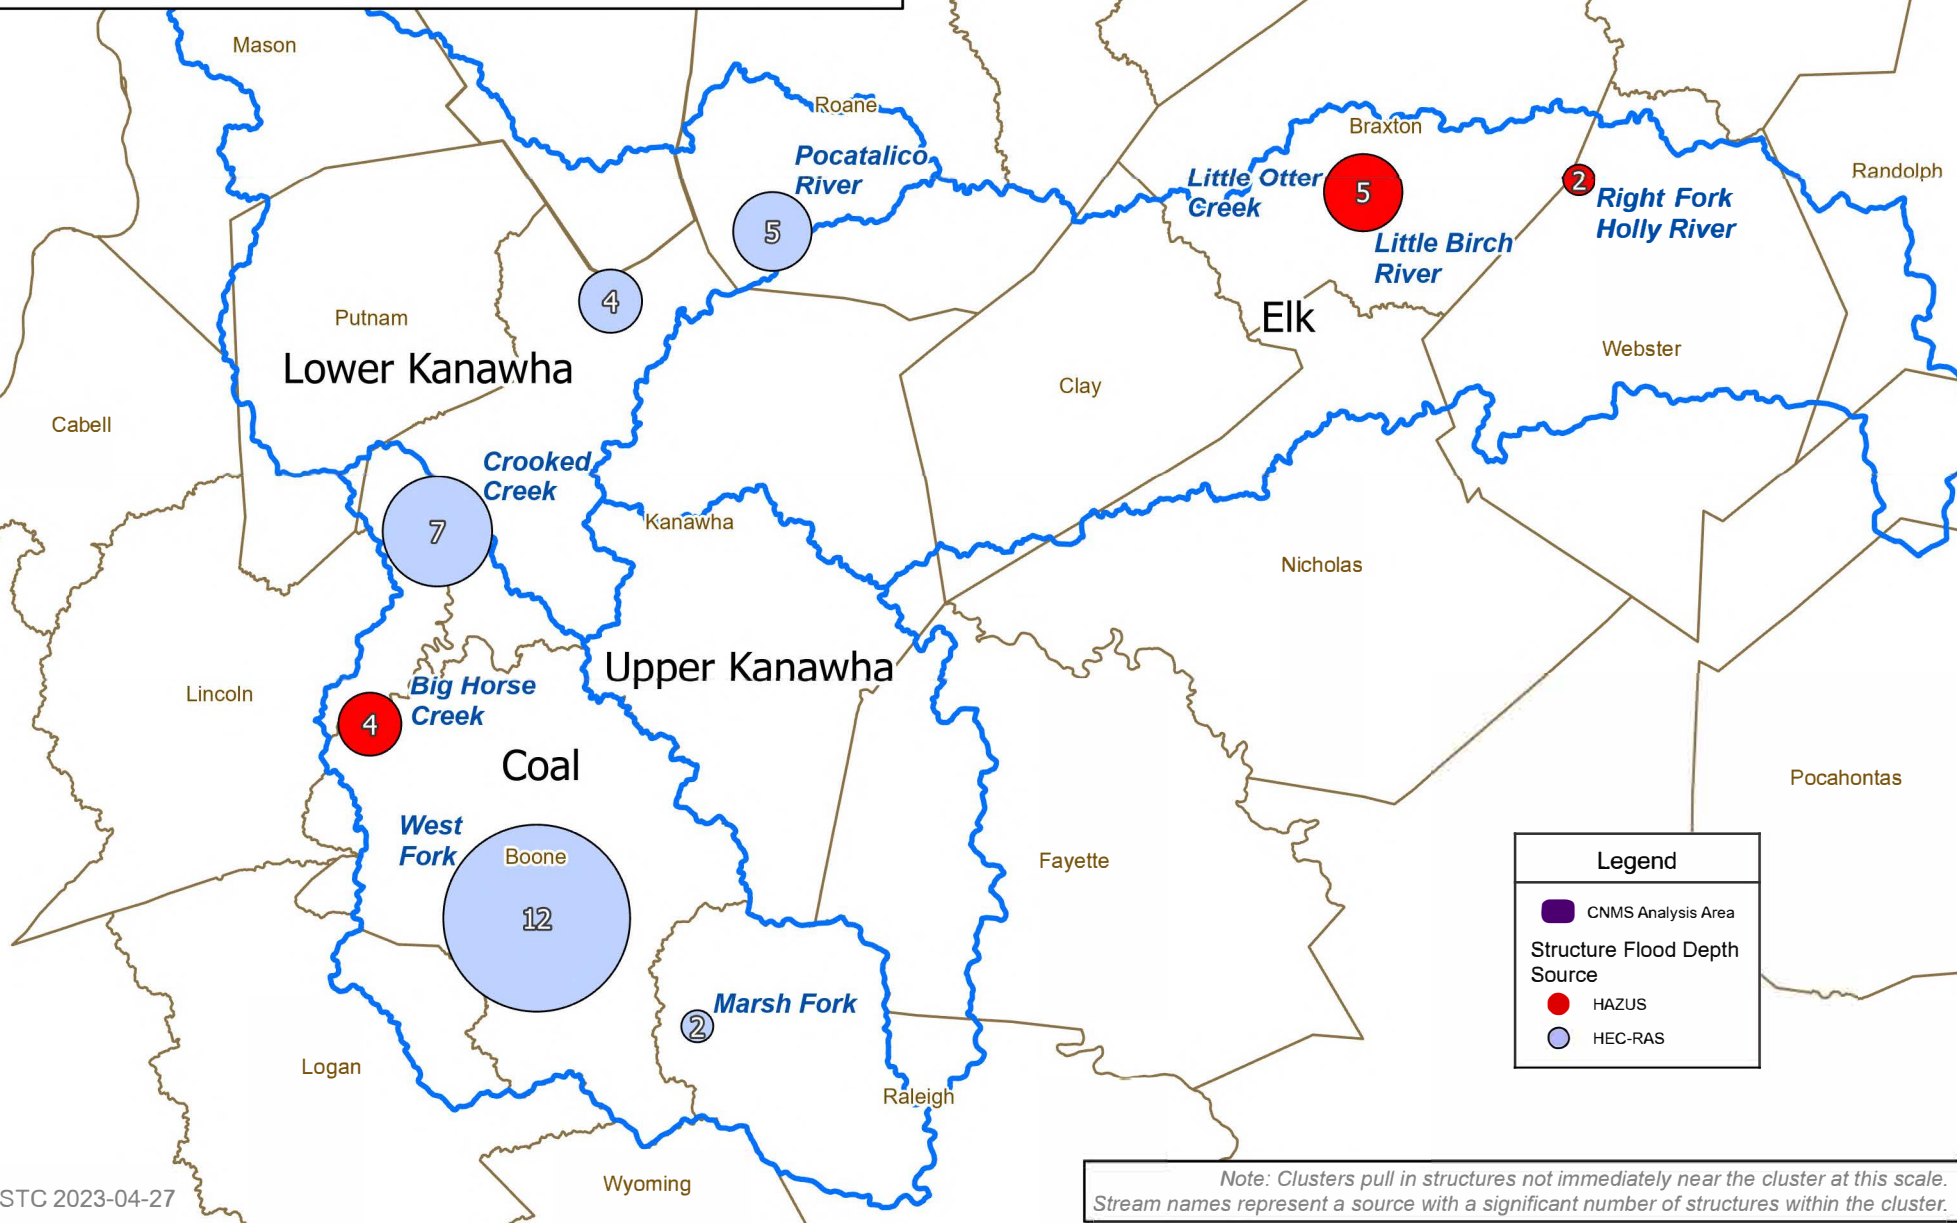 Mason
Roane
Braxton
Randolph
Pocatalico
River
Little Otter
Creek
5
2
Right Fork
Holly River
5
Little Birch
River
4
Putnam
Elk
Webster
Lower Kanawha
Clay
Cabell
Crooked
Creek
7
Kanawha
Nicholas
Upper Kanawha
Lincoln
Big Horse
Creek
4
Coal
Pocahontas
West
Fork
Boone
Fayette
12
Marsh Fork
2
Logan
Raleigh
Wyoming
Legend
CNMS Analysis Area
Structure Flood Depth
Source
HAZUS
HEC-RAS
STC 2023-04-27
Note: Clusters pull in structures not immediately near the cluster at this scale.
Stream names represent a source with a significant number of structures within the cluster.